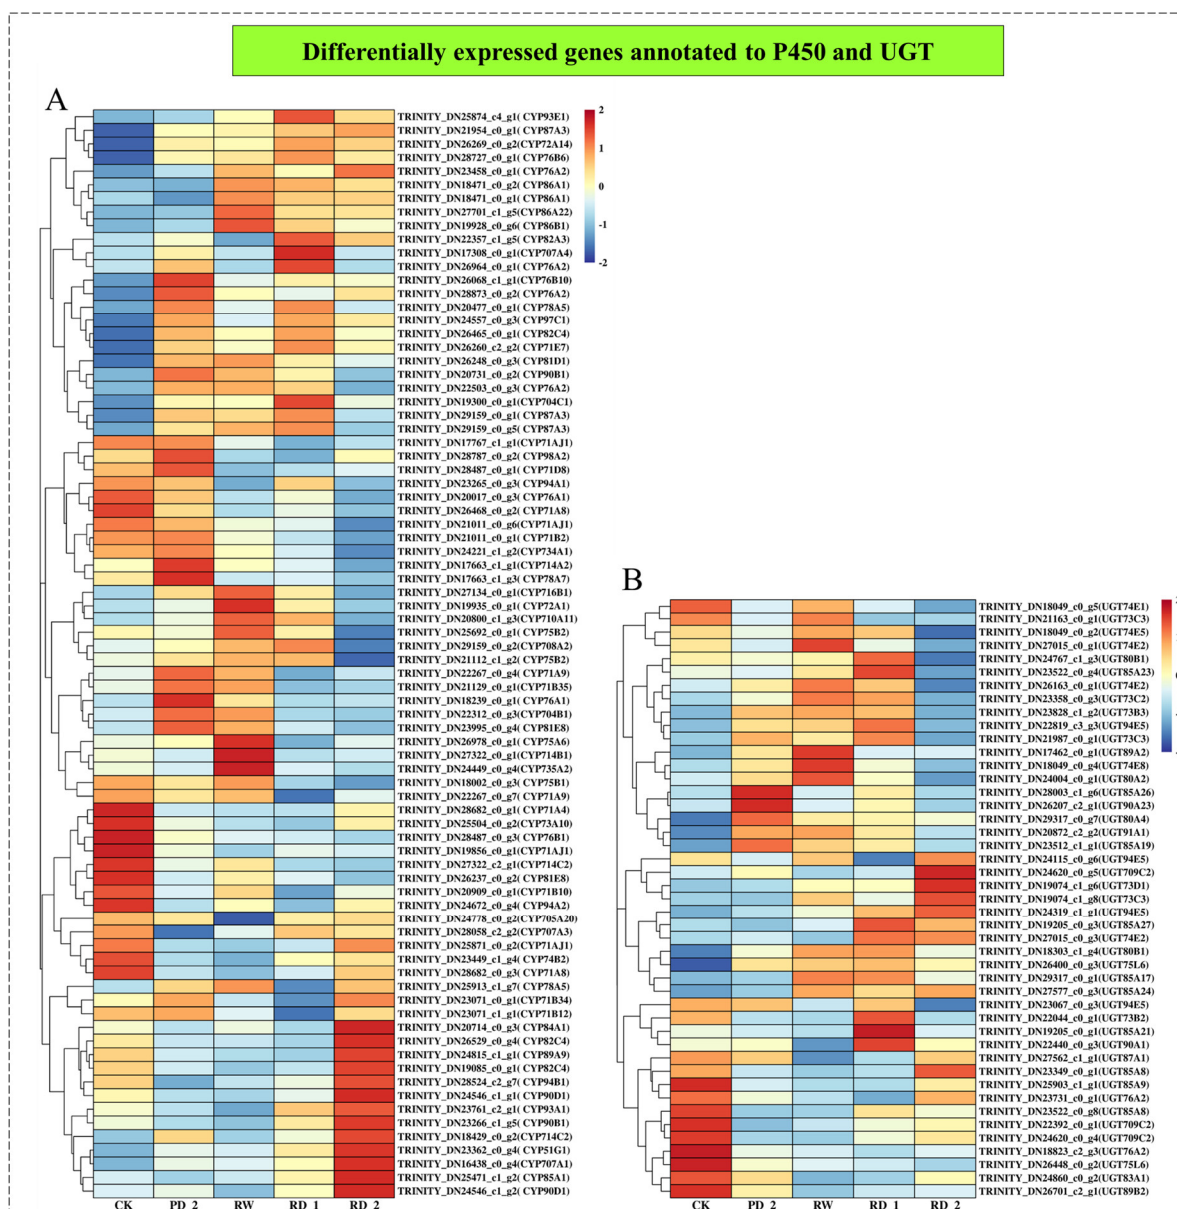 Differentially expressed genes annotated to P450 and UGT
A
TRINITY_DN25874_c4_g1( CYP93E1)
TRINITY_DN21954_c0_g1( CYP87A3)
TRINITY_DN26269_c0_g2(CYP72A14)
TRINITY_DN28727_c0_g1( CYP76B6)
TRINITY_DN23458_c0_g1( CYP76A2)
TRINITY_DN18471_c0_g2( CYP86A1)
TRINITY_DN18471_c0_g1( CYP86A1)
TRINITY_DN27701_c1_g5(CYP86A22)
TRINITY_DN19928_c0_g6( CYP86B1)
TRINITY_DN22357_c1_g5( CYP82A3)
TRINITY_DN17308_c0_g1(CYP707A4)
TRINITY_DN26964_c0_g1( CYP76A2)
TRINITY_DN26068_c1_g1(CYP76B10)
TRINITY_DN28873_c0_g2( CYP76A2)
TRINITY_DN20477_c0_g1( CYP78A5)
TRINITY_DN24557_c0_g3( CYP97C1)
TRINITY_DN26465_c0_g1( CYP82C4)
TRINITY_DN26260_c2_g2( CYP71E7)
TRINITY_DN26248_c0_g3( CYP81D1)
TRINITY_DN20731_c0_g2( CYP90B1)
TRINITY_DN22503_c0_g3( CYP76A2)
TRINITY_DN19300_c0_g1(CYP704C1)
TRINITY_DN29159_c0_g1( CYP87A3)
TRINITY_DN29159_c0_g5( CYP87A3)
TRINITY_DN17767_c1_g1(CYP71AJ1)
TRINITY_DN28787_c0_g2( CYP98A2)
TRINITY_DN28487_c0_g1( CYP71D8)
TRINITY_DN23265_c0_g3( CYP94A1)
TRINITY_DN20017_c0_g3( CYP76A1)
TRINITY_DN26468_c0_g2( CYP71A8)
TRINITY_DN21011_c0_g6(CYP71AJ1)
TRINITY_DN21011_c0_g1( CYP71B2)
TRINITY_DN24221_c1_g2(CYP734A1)
TRINITY_DN17663_c1_g1(CYP714A2)
TRINITY_DN17663_c1_g3( CYP78A7)
TRINITY_DN27134_c0_g1(CYP716B1)
TRINITY_DN19935_c0_g1( CYP72A1)
TRINITY_DN20800_c1_g3(CYP710A11)
TRINITY_DN25692_c0_g1( CYP75B2)
TRINITY_DN29159_c0_g2(CYP708A2)
TRINITY_DN21112_c1_g2( CYP75B2)
TRINITY_DN22267_c0_g4( CYP71A9)
TRINITY_DN21129_c0_g1(CYP71B35)
TRINITY_DN18239_c0_g1( CYP76A1)
TRINITY_DN22312_c0_g3(CYP704B1)
TRINITY_DN23995_c0_g4( CYP81E8)
TRINITY_DN26978_c0_g1( CYP75A6)
TRINITY_DN27322_c0_g1(CYP714B1)
TRINITY_DN24449_c0_g4(CYP735A2)
TRINITY_DN18002_c0_g3( CYP75B1)
TRINITY_DN22267_c0_g7( CYP71A9)
TRINITY_DN28682_c0_g1( CYP71A4)
TRINITY_DN25504_c0_g2(CYP73A10)
TRINITY_DN28487_c0_g3( CYP76B1)
TRINITY_DN19856_c0_g1(CYP71AJ1)
TRINITY_DN27322_c2_g1(CYP714C2)
TRINITY_DN26237_c0_g2( CYP81E8)
TRINITY_DN20909_c0_g1(CYP71B10)
TRINITY_DN24672_c0_g4( CYP94A2)
TRINITY_DN24778_c0_g2(CYP705A20)
TRINITY_DN28058_c2_g2(CYP707A3)
TRINITY_DN25871_c0_g2(CYP71AJ1)
TRINITY_DN23449_c1_g4( CYP74B2)
TRINITY_DN28682_c0_g3( CYP71A8)
TRINITY_DN25913_c1_g7( CYP78A5)
TRINITY_DN23071_c0_g1(CYP71B34)
TRINITY_DN23071_c1_g1(CYP71B12)
TRINITY_DN20714_c0_g3( CYP84A1)
TRINITY_DN26529_c0_g4( CYP82C4)
TRINITY_DN24815_c1_g1( CYP89A9)
TRINITY_DN19085_c0_g1( CYP82C4)
TRINITY_DN28524_c2_g7( CYP94B1)
TRINITY_DN24546_c1_g1( CYP90D1)
TRINITY_DN23761_c2_g1( CYP93A1)
TRINITY_DN23266_c1_g5( CYP90B1)
TRINITY_DN18429_c0_g2(CYP714C2)
TRINITY_DN23362_c0_g4( CYP51G1)
TRINITY_DN16438_c0_g4(CYP707A1)
TRINITY_DN25471_c1_g2( CYP85A1)
TRINITY_DN24546_c1_g2( CYP90D1)
CK PD_2 RW RD_1 RD_2
2
1
0
-1
-2
B
TRINITY_DN18049_c0_g5(UGT74E1)
TRINITY_DN21163_c0_g1(UGT73C3)
TRINITY_DN18049_c0_g2(UGT74E5)
TRINITY_DN27015_c0_g1(UGT74E2)
TRINITY_DN24767_c1_g3(UGT80B1)
TRINITY_DN23522_c0_g4(UGT85A23)
TRINITY_DN26163_c0_g1(UGT74E2)
TRINITY_DN23358_c0_g3(UGT73C2)
TRINITY_DN23828_c1_g2(UGT73B3)
TRINITY_DN22819_c3_g3(UGT94E5)
TRINITY_DN21987_c0_g1(UGT73C3)
TRINITY_DN17462_c0_g1(UGT89A2)
TRINITY_DN18049_c0_g4(UGT74E8)
TRINITY_DN24004_c0_g1(UGT80A2)
TRINITY_DN28003_c1_g6(UGT85A26)
TRINITY_DN26207_c2_g1(UGT90A23)
TRINITY_DN29317_c0_g7(UGT80A4)
TRINITY_DN20872_c2_g2(UGT91A1)
TRINITY_DN23512_c1_g1(UGT85A19)
TRINITY_DN24115_c0_g6(UGT94E5)
TRINITY_DN24620_c0_g5(UGT709C2)
TRINITY_DN19074_c1_g6(UGT73D1)
TRINITY_DN19074_c1_g8(UGT73C3)
TRINITY_DN24319_c1_g1(UGT94E5)
TRINITY_DN19205_c0_g3(UGT85A27)
TRINITY_DN27015_c0_g3(UGT74E2)
TRINITY_DN18303_c1_g4(UGT80B1)
TRINITY_DN26400_c0_g3(UGT75L6)
TRINITY_DN29317_c0_g1(UGT85A17)
TRINITY_DN27577_c0_g3(UGT85A24)
TRINITY_DN23067_c0_g3(UGT94E5)
TRINITY_DN22044_c0_g1(UGT73B2)
TRINITY_DN19205_c0_g1(UGT85A21)
TRINITY_DN22440_c0_g3(UGT90A1)
TRINITY_DN27562_c1_g1(UGT87A1)
TRINITY_DN23349_c0_g1(UGT85A8)
TRINITY_DN25903_c1_g1(UGT85A9)
TRINITY_DN23731_c0_g1(UGT76A2)
TRINITY_DN23522_c0_g8(UGT85A8)
TRINITY_DN22392_c0_g1(UGT709C2)
TRINITY_DN24620_c0_g4(UGT709C2)
TRINITY_DN18823_c2_g3(UGT76A2)
TRINITY_DN26448_c0_g2(UGT75L6)
TRINITY_DN24860_c0_g2(UGT83A1)
TRINITY_DN26701_c2_g1(UGT89B2)
CK PD_2 RW RD_1 RD_2